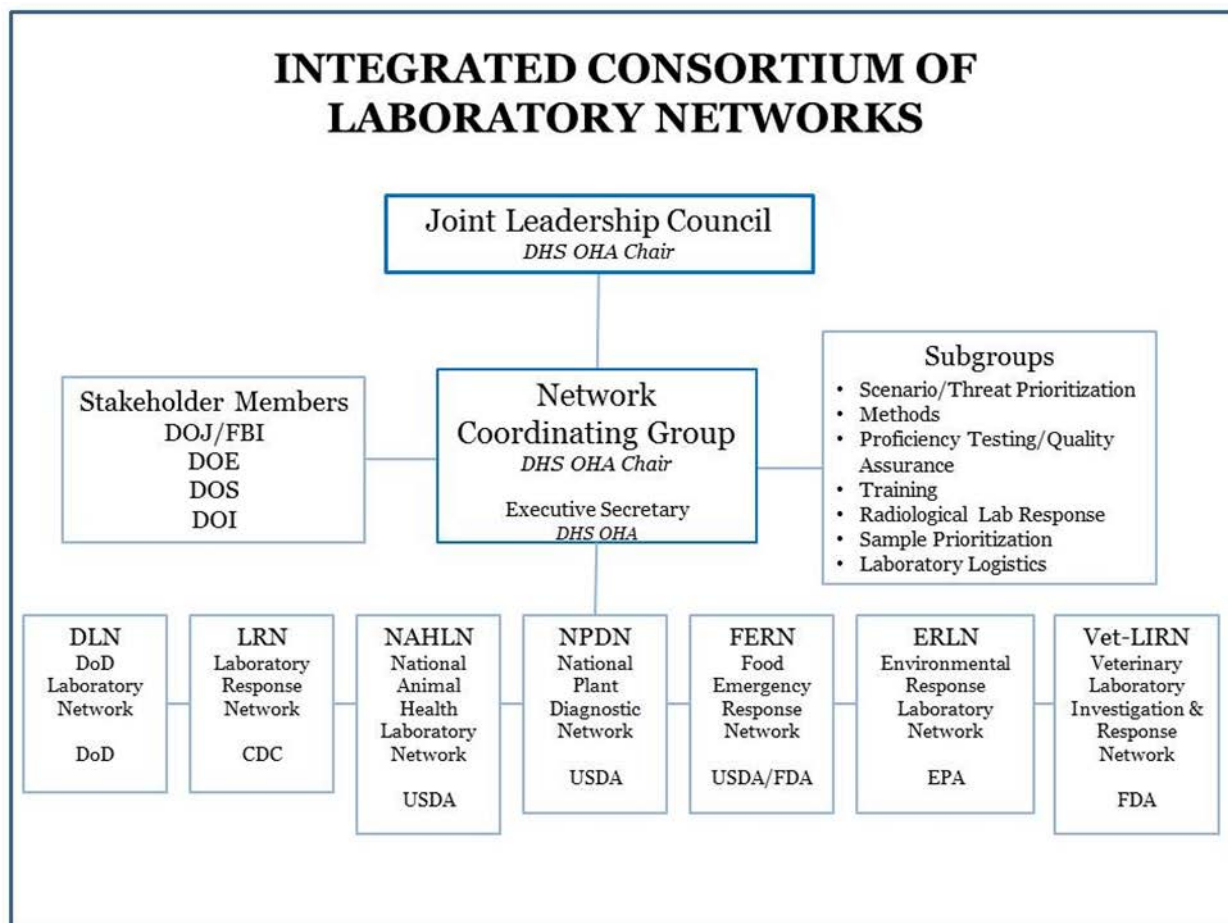 INTEGRATED CONSORTIUM OF
LABORATORY NETWORKS
Joint Leadership Council
DHS OHA Chair
Stakeholder Members
DOJ/FBI
DOE
DOS
DOI
Network
Coordinating Group
DHS OHA Chair
Executive Secretary
DHS OHA
Subgroups
• Scenario/Threat Prioritization
• Methods
• Proficiency Testing/Quality
Assurance
• Training
• Radiological Lab Response
• Sample Prioritization
• Laboratory Logistics
DLN
DoD
Laboratory
Network
DoD
LRN
Laboratory
Response
Network
CDC
NAHLN
National
Animal
Health
Laboratory
Network
USDA
NPDN
National
Plant
Diagnostic
Network
USDA
FERN
Food
Emergency
Response
Network
USDA/FDA
ERLN
Environmental
Response
Laboratory
Network
EPA
Vet-LIRN
Veterinary
Laboratory
Investigation &
Response
Network
FDA